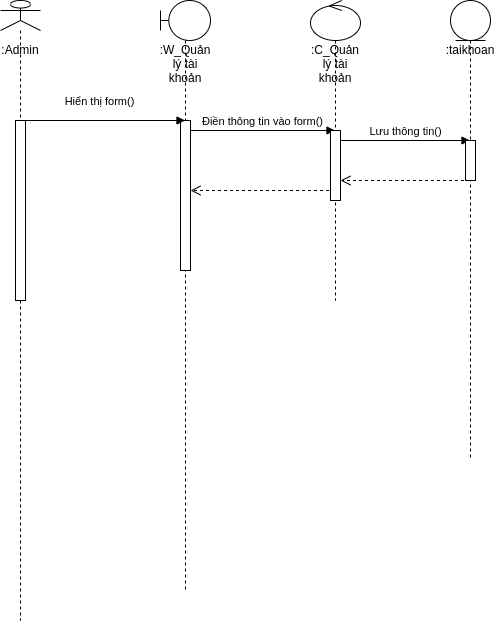 :Admin
:W_Quản
lý tài
khoản
:C_Quản
lý tài
khoản
:taikhoan
Hiển thị form()
Điền thông tin vào form()
Lưu thông tin()